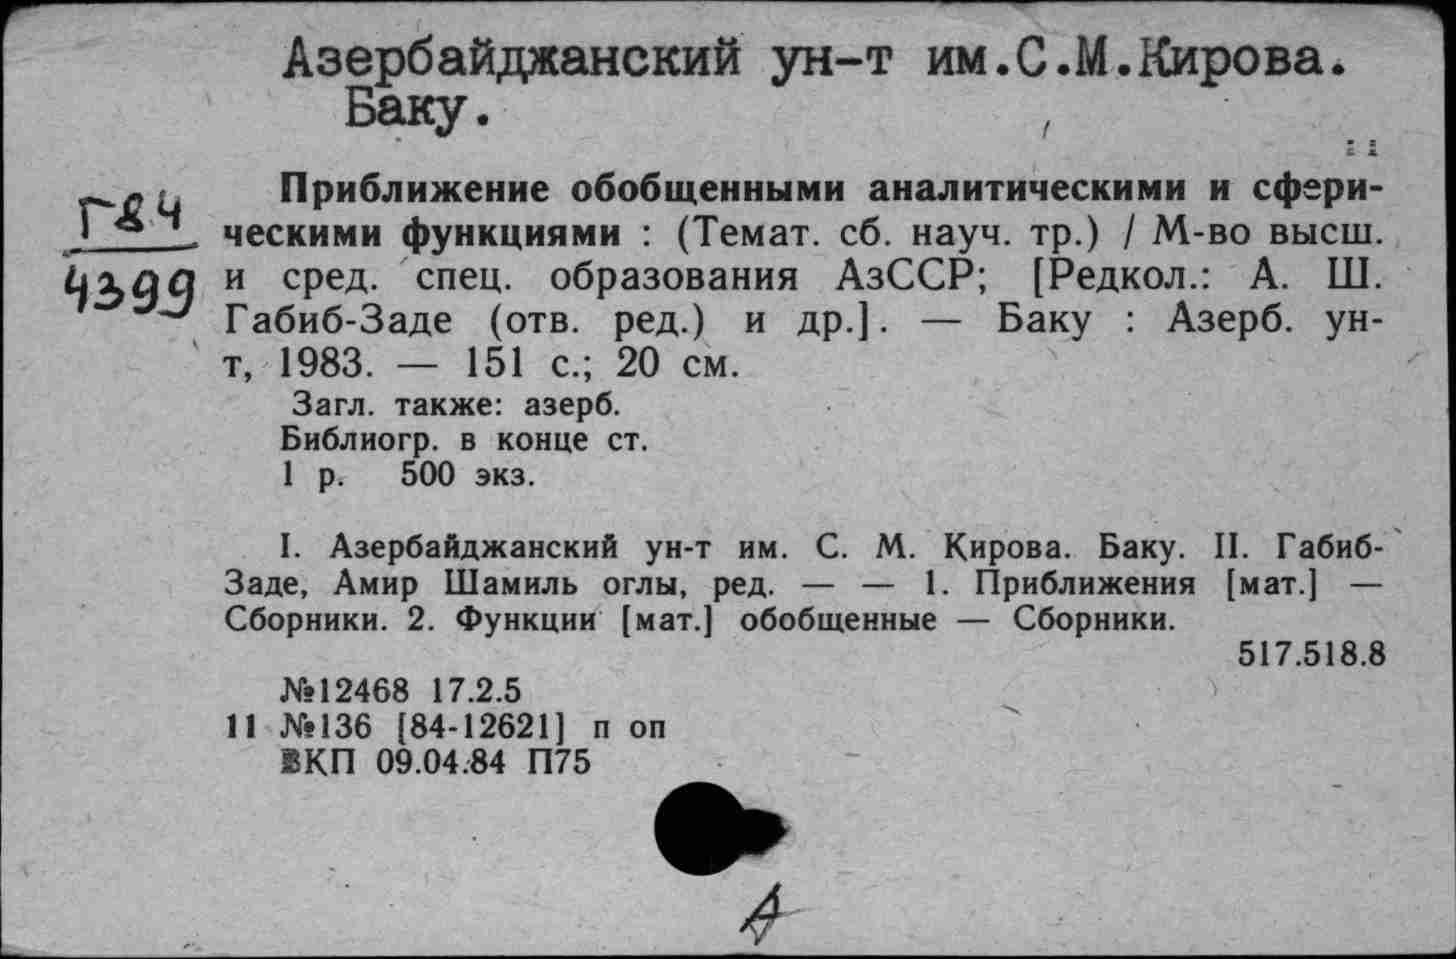 Азербайджанский ун-т им.С.М.Кирова.
Баку.
Г84
4399
Приближение обобщенными аналитическими и сфери-
ческими функциями : (Темат. сб. науч. тр.) / М-во высш.
и сред. спец. образования АзССР; [Редкол.: А. Ш.
Габиб-Заде (отв. ред.) и др.]. — Баку : Азерб. ун-
т, 1983. — 151 с.; 20 см.
Загл. также: азерб.
Библиогр. в конце ст.
1 р. 500 экз.
I. Азербайджанский ун-т им. С. М. Кирова. Баку. II. Габиб-
Заде, Амир Шамиль оглы, ред. — — 1. Приближения [мат.] —
Сборники. 2. Функции [мат.] обобщенные — Сборники.
517.518.8
№12468 17.2.5
11 №136 [84-12621] п оп
ВКП 09.04.84 П75